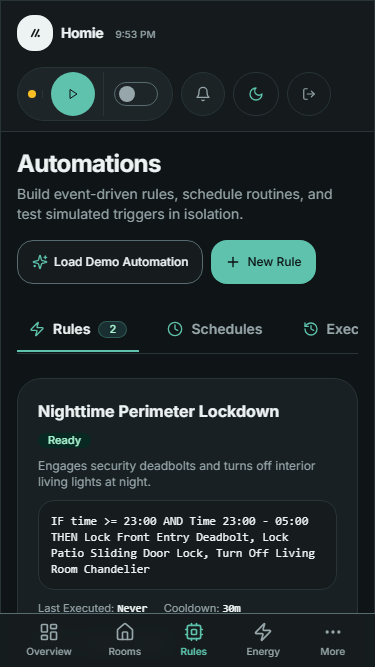 Homie 9:53 PM
Automations
Build event-driven rules, schedule routines, and
test simulated triggers in isolation.
Load Demo Automation
New Rule
Rules 2 Schedules Exec
Nighttime Perimeter Lockdown
Ready
Engages security deadbolts and turns off interior
living lights at night.
IF time >= 23:00 AND Time 23:00 - 05:00
THEN Lock Front Entry Deadbolt, Lock
Patio Sliding Door Lock, Turn Off Living
Room Chandelier
Last Executed: Never Cooldown: 30m
Overview Rooms Rules Energy More